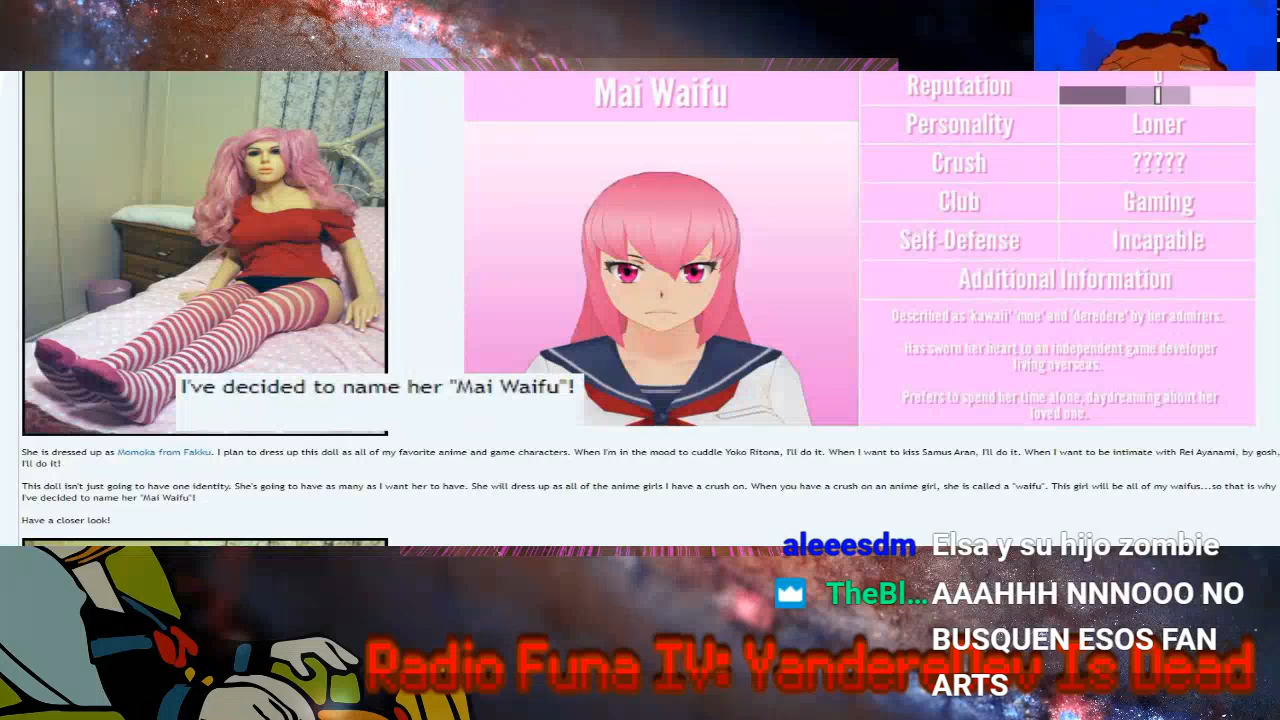 Mai Waifu
0
Reputation
Personality Loner
Crush ?????
Club Gaming
Self-Defense Incapable
Additional Information
Described as 'kawaii' 'moe' and 'deredere' by her admirers.
Has sworn her heart to an independent game developer
living overseas.
Prefers to spend her time alone, daydreaming about her
loved one.
I've decided to name her "Mai Waifu"!
She is dressed up as Momoka from Fakku. I plan to dress up this doll as all of my favorite anime and game characters. When I'm in the mood to cuddle Yoko Ritona, I'll do it. When I want to kiss Samus Aran, I'll do it. When I want to be intimate with Rei Ayanami, by gosh,
I'll do it!
This doll isn't just going to have one identity. She's going to have as many as I want her to have. She will dress up as all of the anime girls I have a crush on. When you have a crush on an anime girl, she is called a "waifu". This girl will be all of my waifus...so that is why
I've decided to name her "Mai Waifu"!
Have a closer look!
aleeesdm Elsa y su hijo zombie
TheBl... AAAHHH NNNOOO NO
BUSQUEN ESOS FAN
ARTS
Radio Funa IV: YandereDev Is Dead